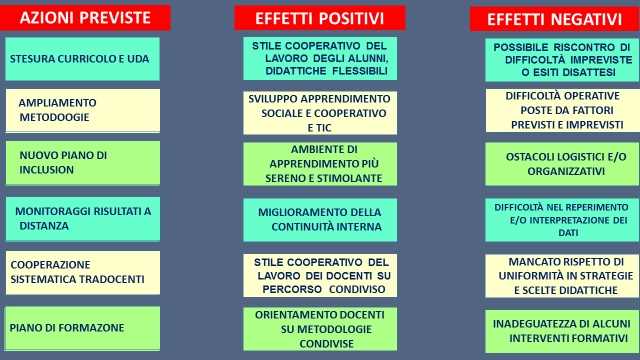 AZIONI PREVISTE
EFFETTI POSITIVI
EFFETTI NEGATIVI
STESURA CURRICOLO E UDA
STILE COOPERATIVO DEL
LAVORO DEGLI ALUNNI,
DIDATTICHE FLESSIBILI
POSSIBILE RISCONTRO DI
DIFFICOLTÀ IMPREVISTE
O ESITI DISATTESI
AMPLIAMENTO
METODOOGIE
SVILUPPO APPRENDIMENTO
SOCIALE E COOPERATIVO
E TIC
DIFFICOLTÀ OPERATIVE
POSTE DA FATTORI
PREVISTI E IMPREVISTI
NUOVO PIANO DI
INCLUSION
AMBIENTE DI
APPRENDIMENTO PIÙ
SERENO E STIMOLANTE
OSTACOLI LOGISTICI E/O
ORGANIZZATIVI
MONITORAGGI RISULTATI A
DISTANZA
MIGLIORAMENTO DELLA
CONTINUITÀ INTERNA
DIFFICOLTÀ NEL REPERIMENTO
E/O INTERPRETAZIONE DEI
DATI
COOPERAZIONE
SISTEMATICA TRADOCENTI
STILE COOPERATIVO DEL
LAVORO DEI DOCENTI SU
PERCORSO CONDIVISO
MANCATO RISPETTO DI
UNIFORMITÀ IN STRATEGIE
E SCELTE DIDATTICHE
PIANO DI FORMAZONE
ORIENTAMENTO DOCENTI
SU METODOLOGIE
CONDIVISE
INADEGUATEZZA DI ALCUNI
INTERVENTI FORMATIVI